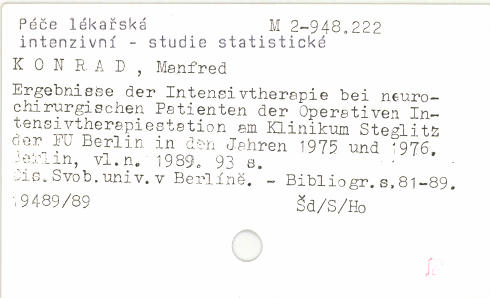 Péče lékařská M 2-948.222
intenzivní - studie statistické
K O N R A D , Manfred
Ergebnisse der Intensivtherapie bei neuro-
chirurgischen Patienten der Operativen In-
tensivtherapiestation am Klinikum Steglitz
der FU Berlin in den Jahren 1975 und 1976.
Berlin, vl.n. 1989. 93 s.
Dis.Svob.univ.v Berlíně. - Bibliogr.s.81-89.
19489/89 Šd/S/Ho